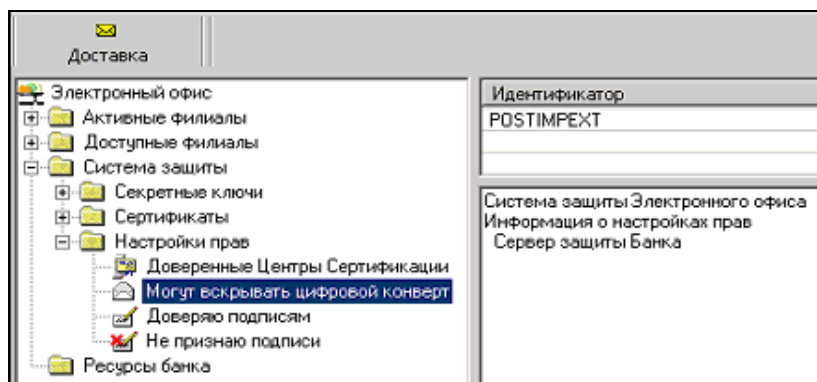 Доставка
Электронный офис
Активные филиалы
Доступные филиалы
Система защиты
Секретные ключи
Сертификаты
Настройки прав
Доверенные Центры Сертификации
Могут вскрывать цифровой конверт
Доверяю подписям
Не признаю подписи
Ресурсы банка
Идентификатор
POSTIMPEXT
Система защиты Электронного офиса
Информация о настройках прав
Сервер защиты Банка